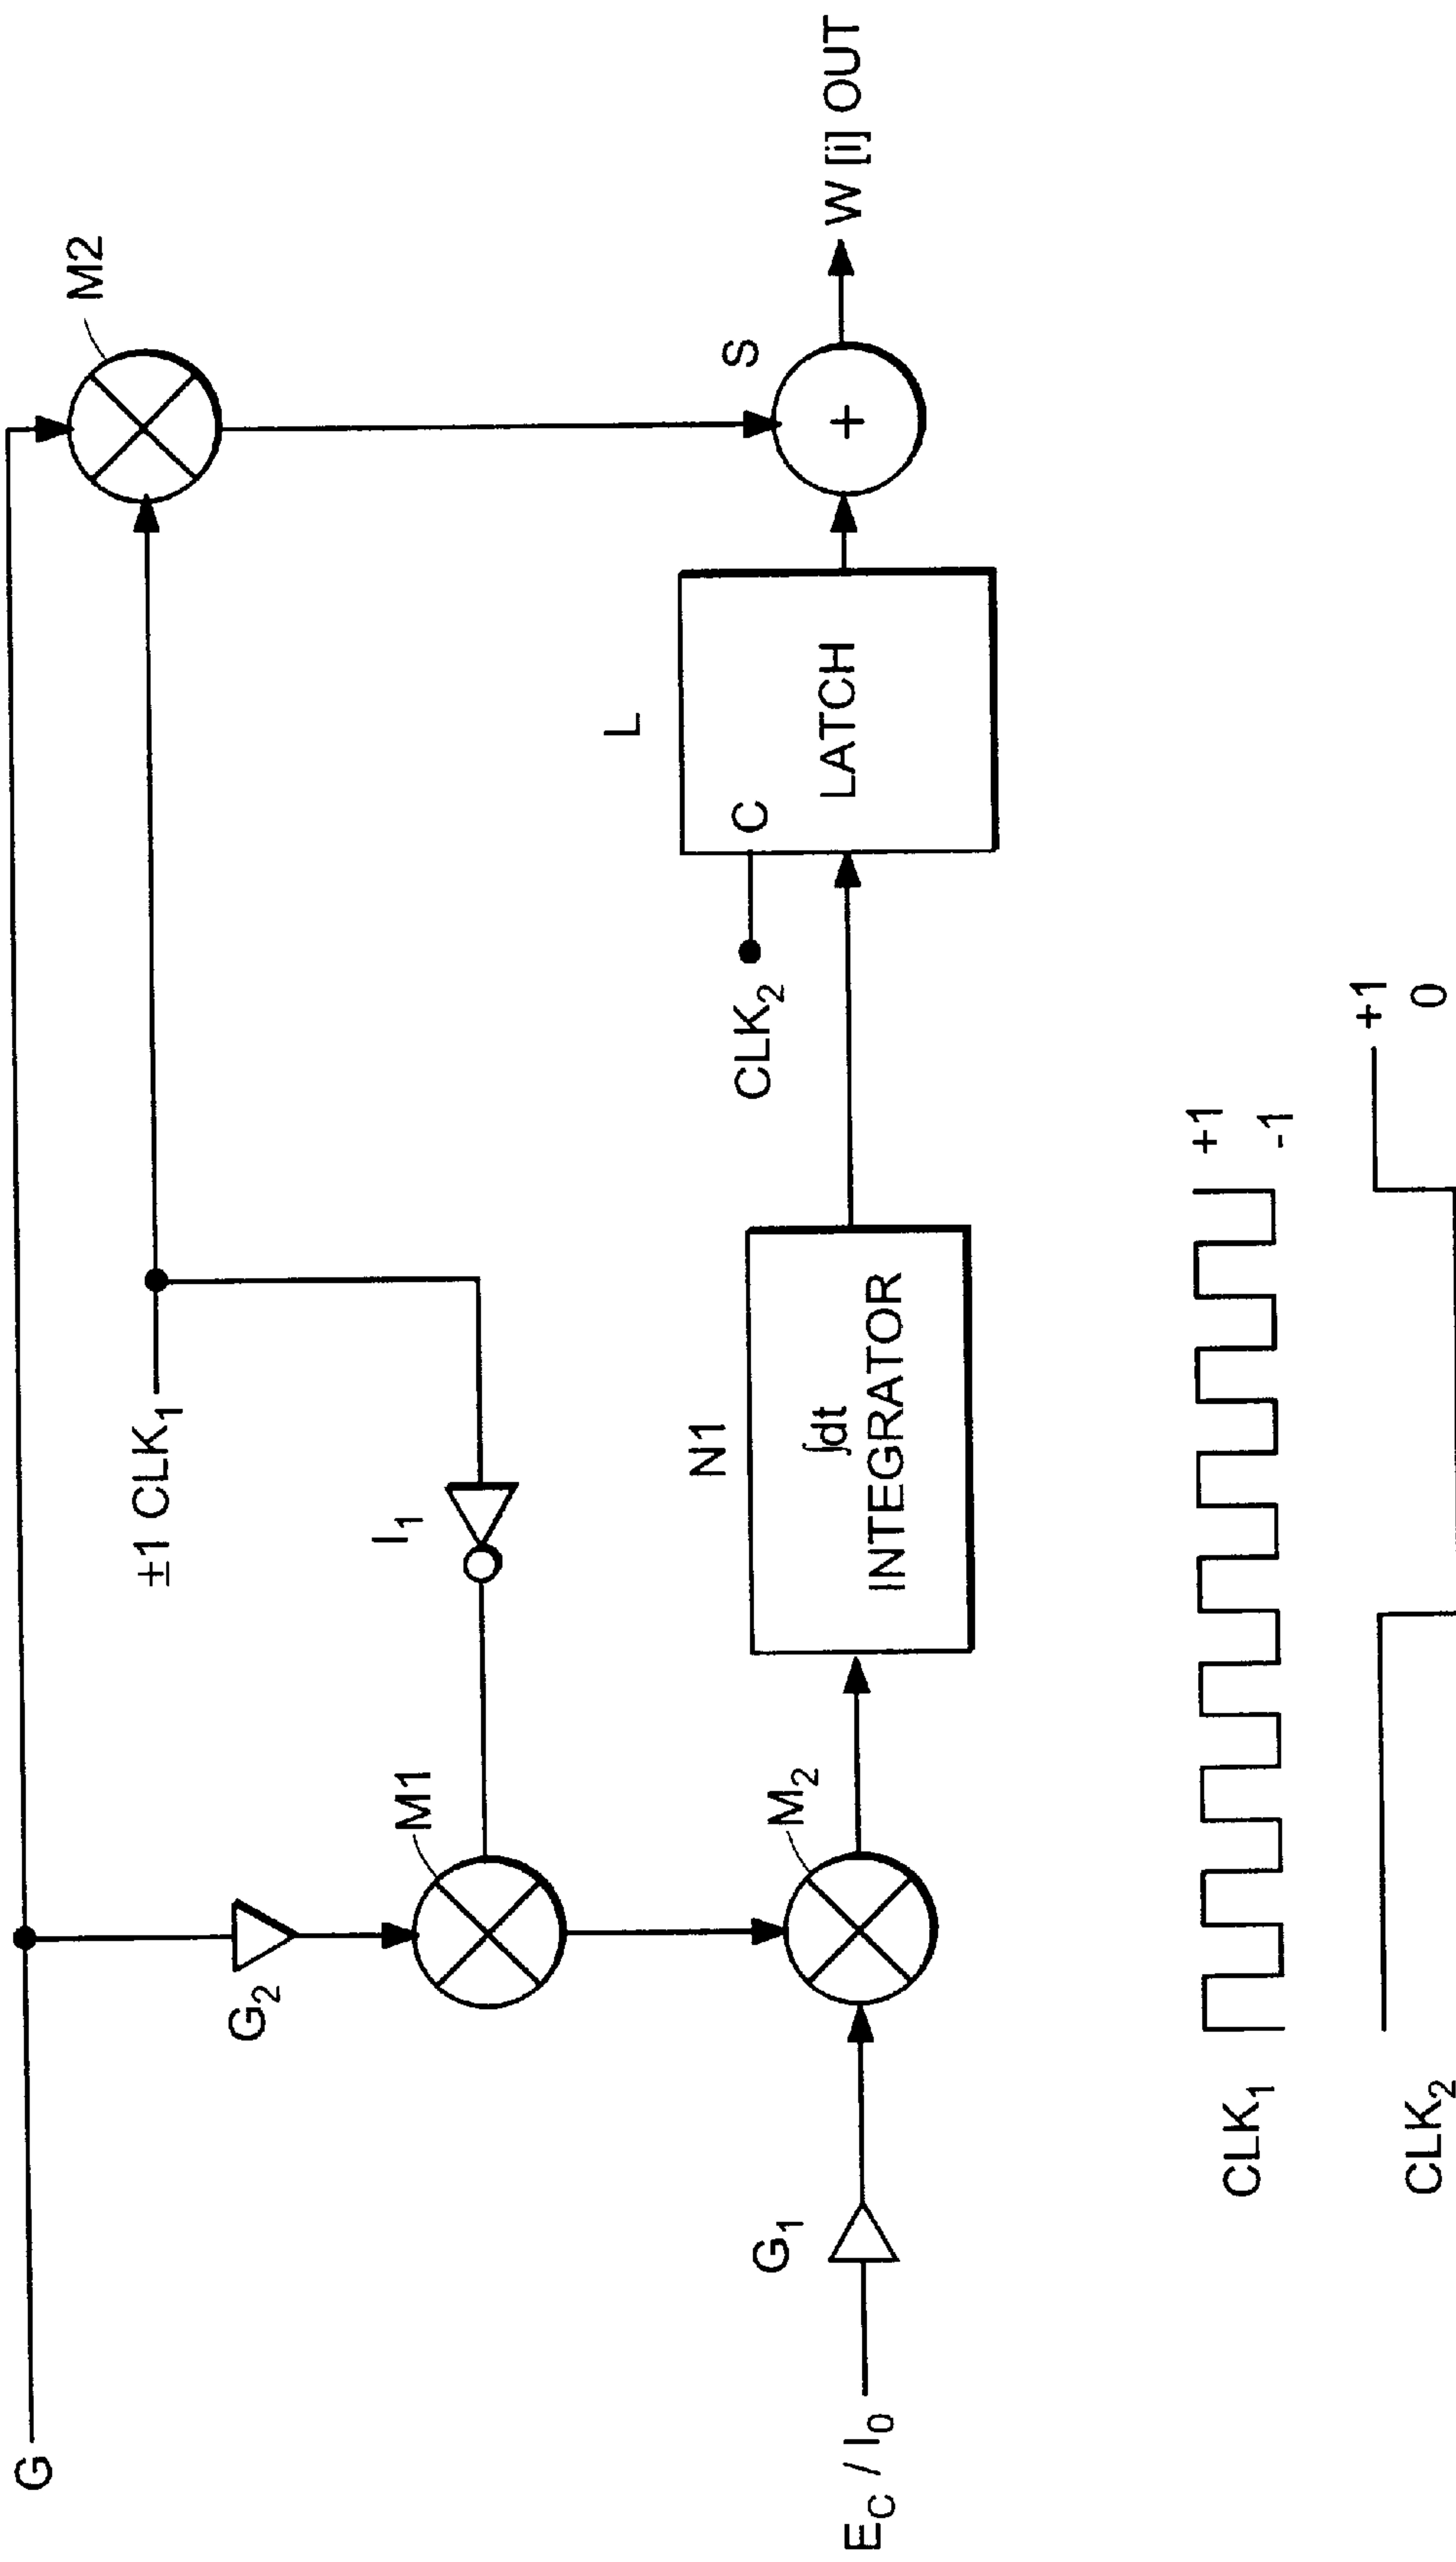 G
±1 CLK₁
M2
G₂
I₁
M1
S
L
N1
C
CLK₂
M₂
G₁
E_C / I₀
∫dt
INTEGRATOR
LATCH
W [i] OUT
CLK₁
+1
-1
CLK₂
+1
0